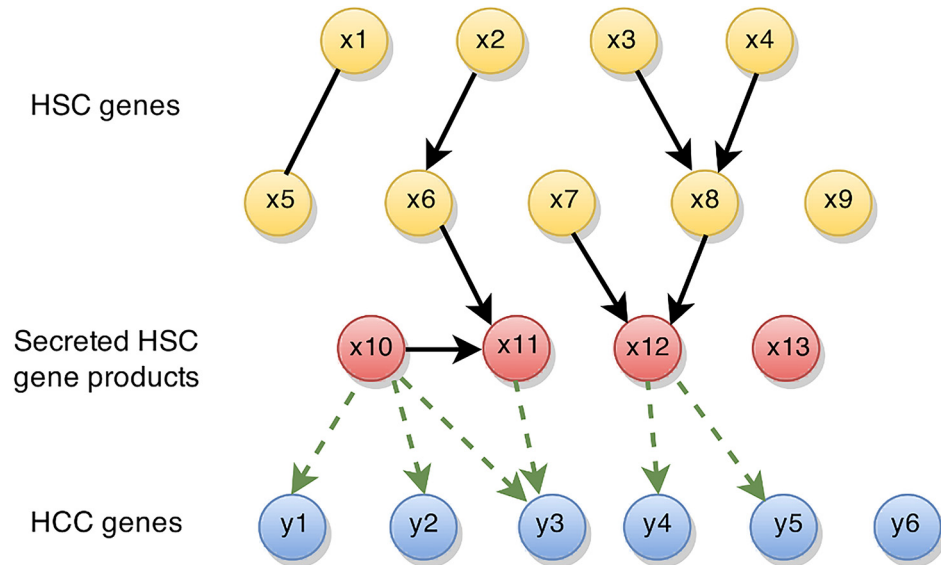 x1
x2
x3
x4
HSC genes
x5
x6
x7
x8
x9
Secreted HSC
gene products
x10
x11
x12
x13
HCC genes
y1
y2
y3
y4
y5
y6